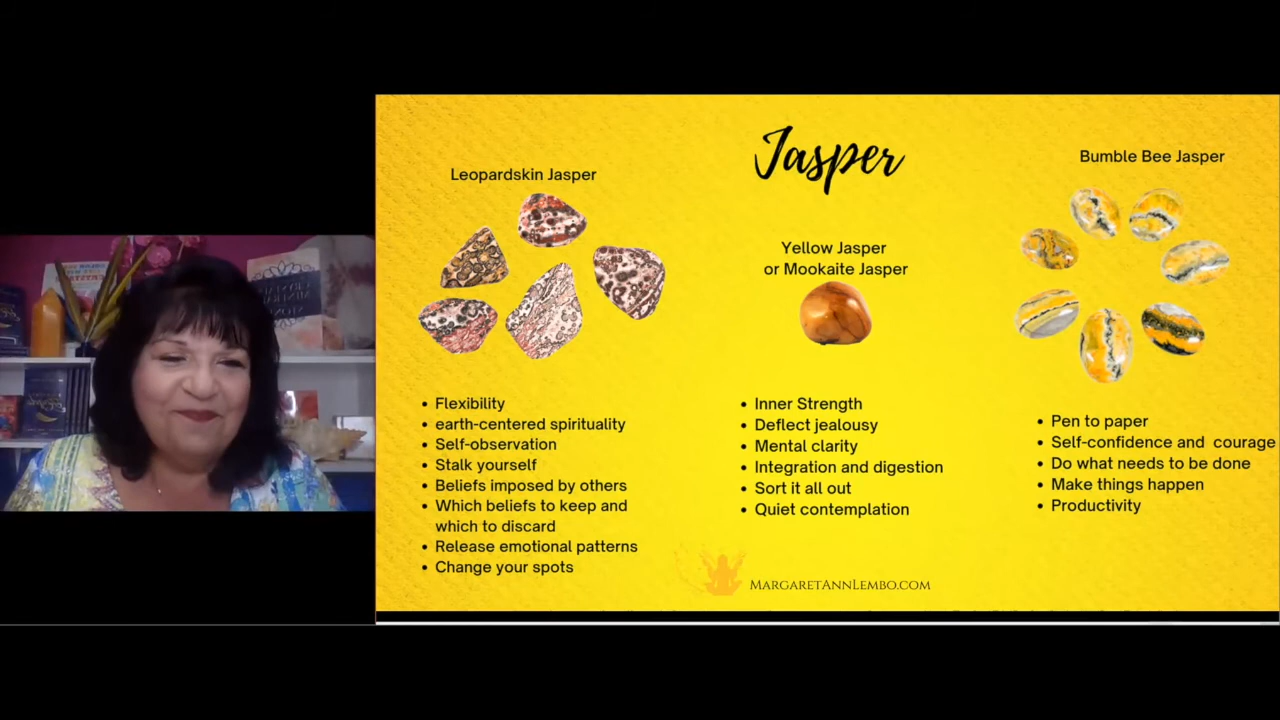 Jasper
Leopardskin Jasper
Flexibility
earth-centered spirituality
Self-observation
Stalk yourself
Beliefs imposed by others
Which beliefs to keep and
which to discard
Release emotional patterns
Change your spots
Yellow Jasper
or Mookaite Jasper
Inner Strength
Deflect jealousy
Mental clarity
Integration and digestion
Sort it all out
Quiet contemplation
Bumble Bee Jasper
Pen to paper
Self-confidence and courage
Do what needs to be done
Make things happen
Productivity
MARGARETANNLEMBO.COM